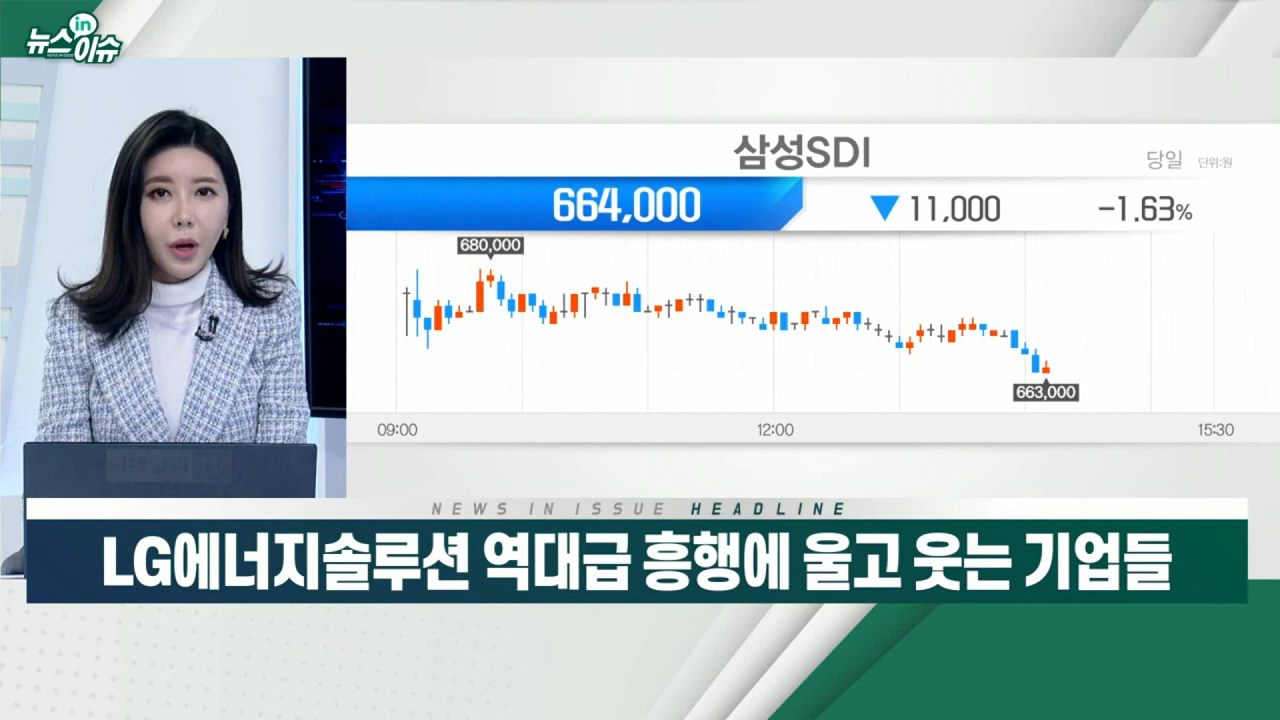 뉴스in이슈
삼성SDI
당일 단위:원
664,000 ▼ 11,000 -1.63%
680,000
663,000
09:00 12:00 15:30
NEWS IN ISSUE HEADLINE
LG에너지솔루션 역대급 흥행에 울고 웃는 기업들